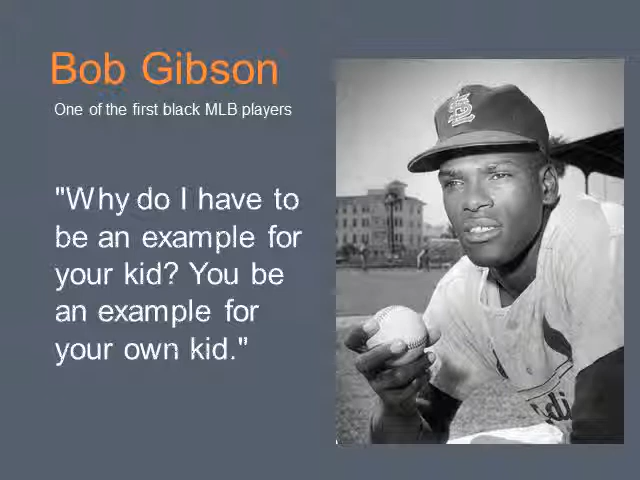 Bob Gibson
One of the first black MLB players
"Why do I have to
be an example for
your kid? You be
an example for
your own kid."